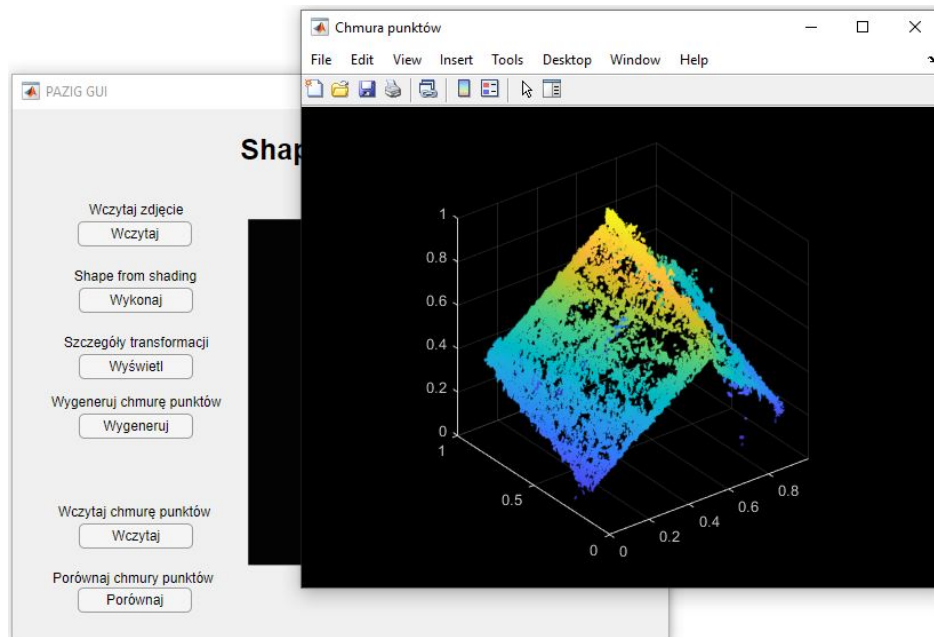 Chmura punktów
File Edit View Insert Tools Desktop Window Help
PAZIG GUI
Shap
Wczytaj zdjęcie
Wczytaj
Shape from shading
Wykonaj
Szczegóły transformacji
Wyświetl
Wygeneruj chmurę punktów
Wygeneruj
Wczytaj chmurę punktów
Wczytaj
Porównaj chmury punktów
Porównaj
1
0.8
0.6
0.4
0.2
0
1
0.5
0
0
0.2
0.4
0.6
0.8